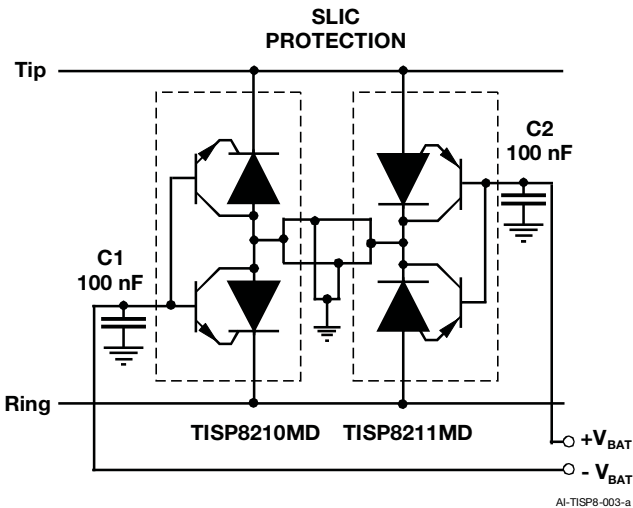 SLIC
PROTECTION
Tip
C2
100 nF
C1
100 nF
Ring
TISP8210MD
TISP8211MD
+VBAT
- VBAT
AI-TISP8-003-a